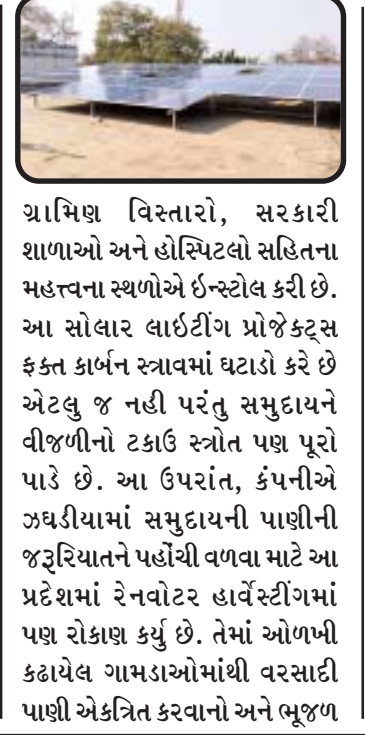 ગ્રામિણ વિસ્તારો, સરકારી
શાળાઓ અને હોસ્પિટલો સહિતના
મહત્ત્વના સ્થળોએ ઇન્સ્ટોલ કરી છે.
આ સોલાર લાઇટીંગ પ્રોજેક્ટ્સ
ફક્ત કાર્બન સ્ત્રાવમાં ઘટાડો કરે છે
એટલુ જ નહી પરંતુ સમુદાયને
વીજળીનો ટકાઉ સ્ત્રોત પણ પૂરો
પાડે છે. આ ઉપરાંત, કંપનીએ
ઝઘડીયામાં સમુદાયની પાણીની
જરૂરિયાતને પહોંચી વળવા માટે આ
પ્રદેશમાં રેનવોટર હાર્વેસ્ટીંગમાં
પણ રોકાણ કર્યુ છે. તેમાં ઓળખી
કઢાયેલ ગામડાઓમાંથી વરસાદી
પાણી એકત્રિત કરવાનો અને ભૂજળ